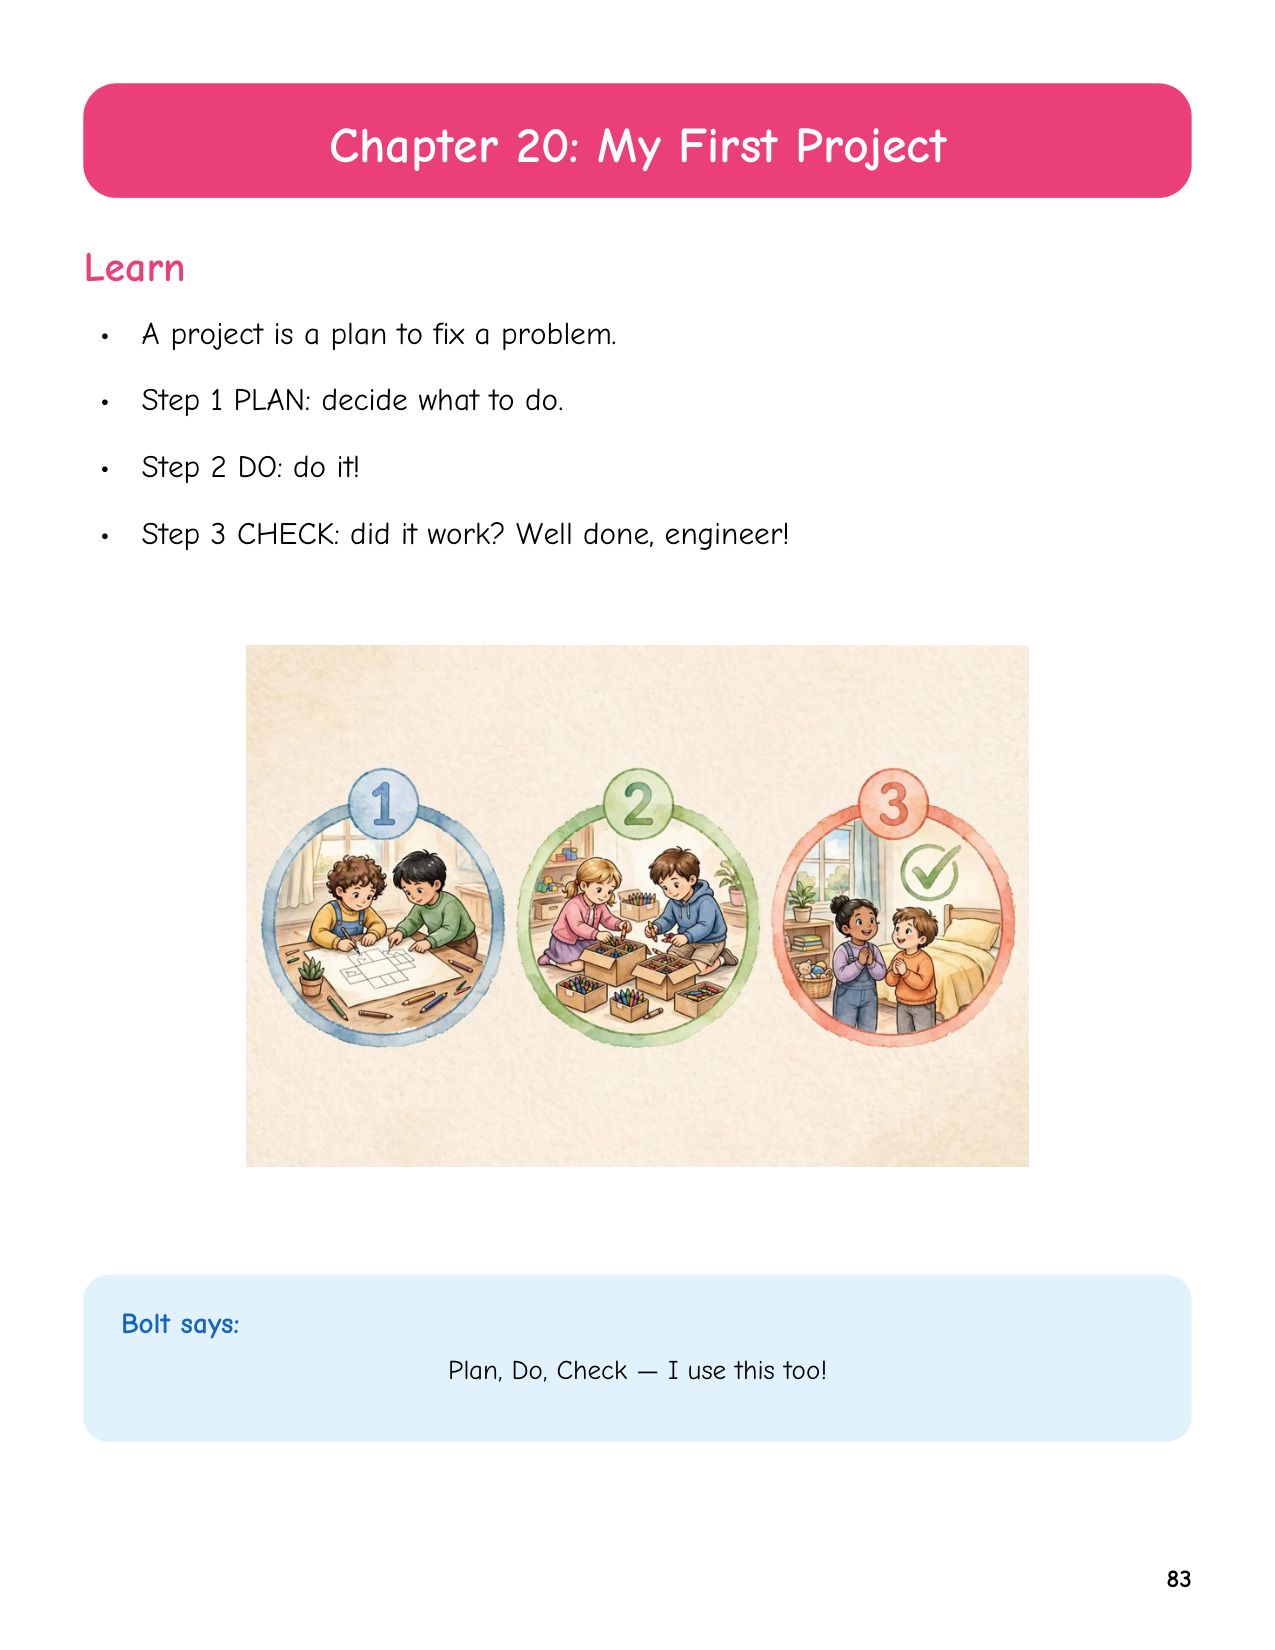 Chapter 20: My First Project
Learn
• A project is a plan to fix a problem.
• Step 1 PLAN: decide what to do.
• Step 2 DO: do it!
• Step 3 CHECK: did it work? Well done, engineer!
1 2 3
Bolt says:
Plan, Do, Check — I use this too!
83